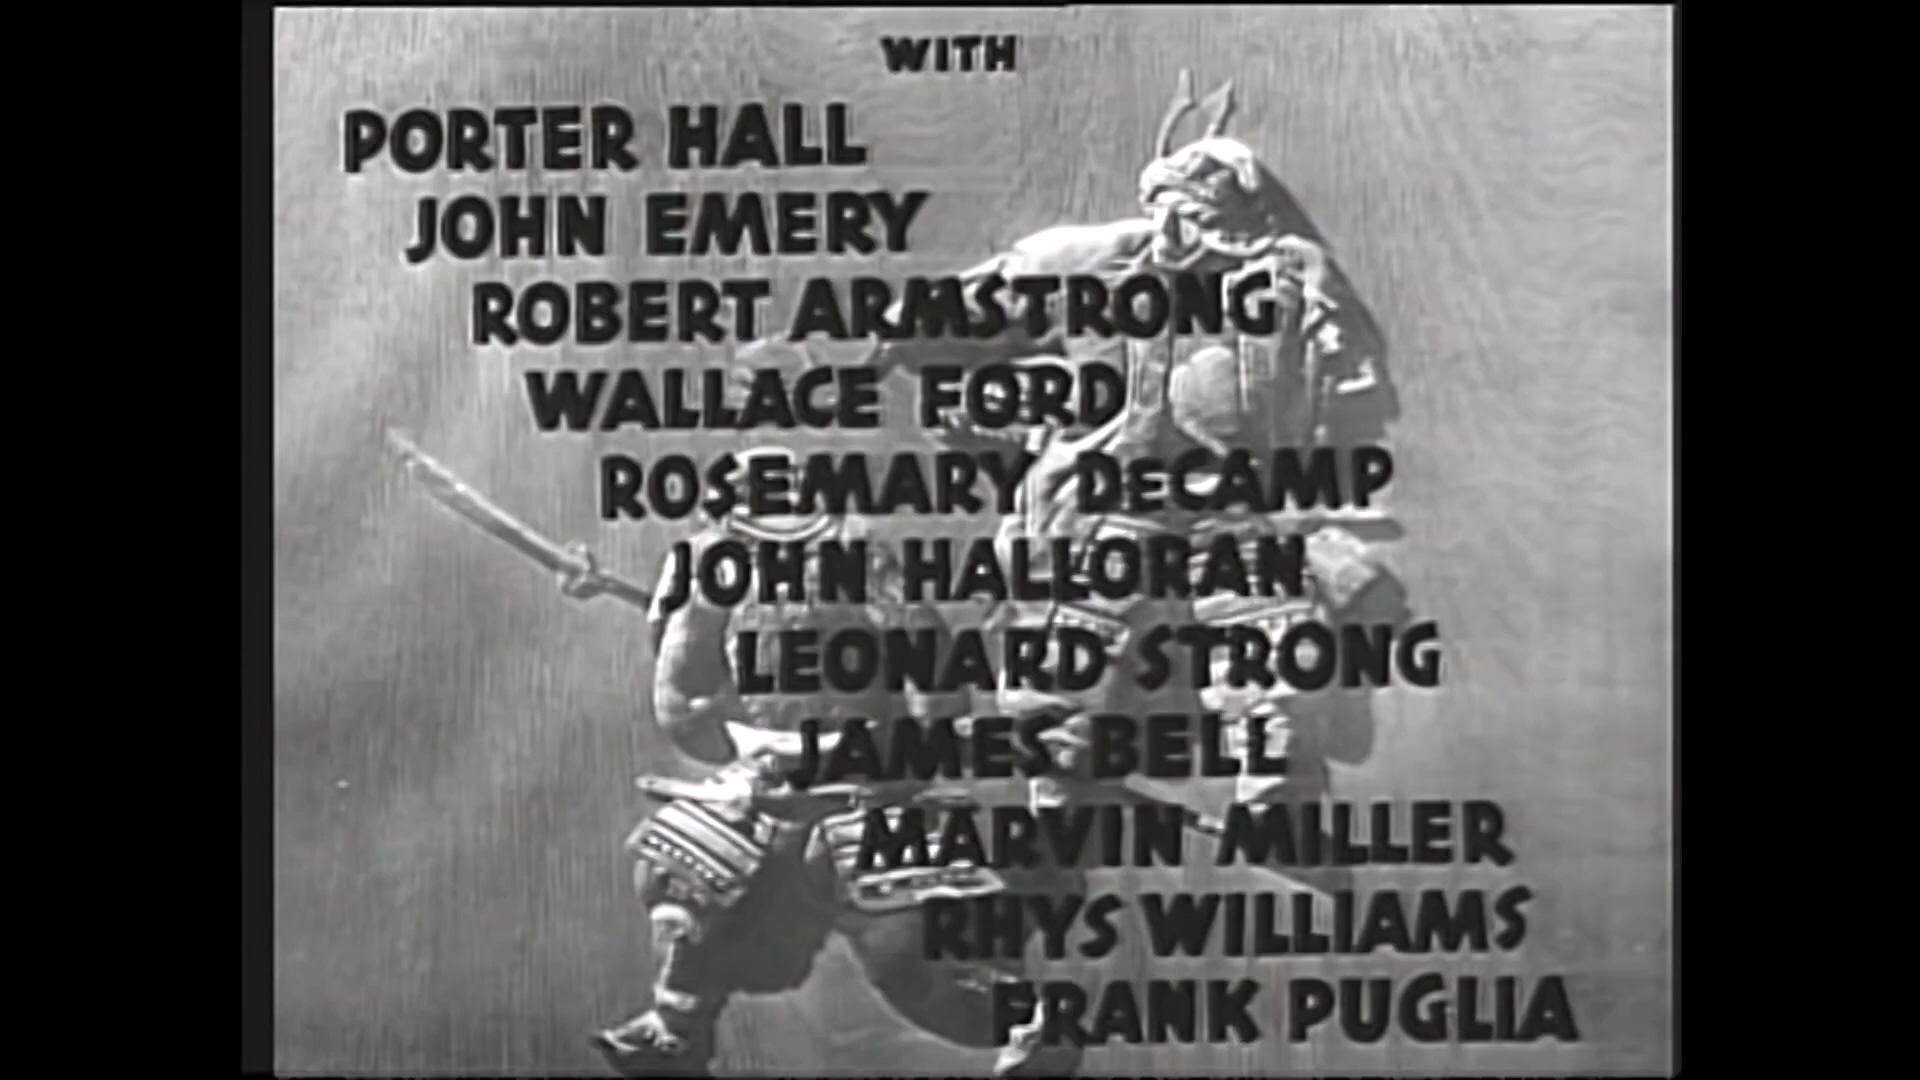 WITH
PORTER HALL
JOHN EMERY
ROBERT ARMSTRONG
WALLACE FORD
ROSEMARY DeCAMP
JOHN HALLORAN
LEONARD STRONG
JAMES BELL
MARVIN MILLER
RHYS WILLIAMS
FRANK PUGLIA